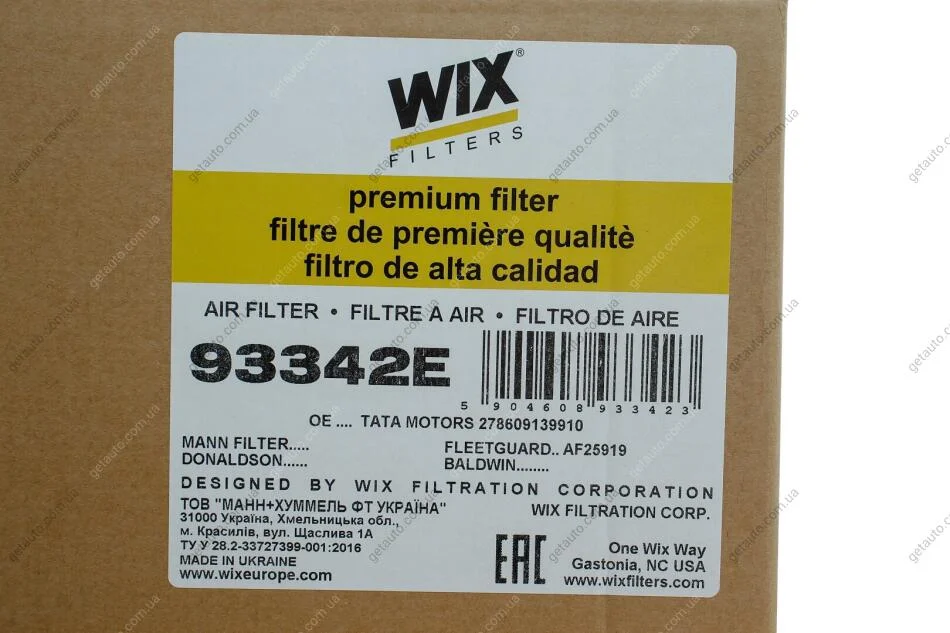 WIX®
FILTERS
premium filter
filtre de première qualitè
filtro de alta calidad
AIR FILTER • FILTRE A AIR • FILTRO DE AIRE
93342E
5 904608 933423
OE .... TATA MOTORS 278609139910
MANN FILTER..... FLEETGUARD.. AF25919
DONALDSON...... BALDWIN........
DESIGNED BY WIX FILTRATION CORPORATION
ТОВ "МАНН+ХУММЕЛЬ ФТ УКРАЇНА" WIX FILTRATION CORP.
31000 Україна, Хмельницька обл.,
м. Красилів, вул. Щаслива 1А
ТУ У 28.2-33727399-001:2016
MADE IN UKRAINE
www.wixeurope.com
EAC
One Wix Way
Gastonia, NC USA
www.wixfilters.com
getauto.com.ua